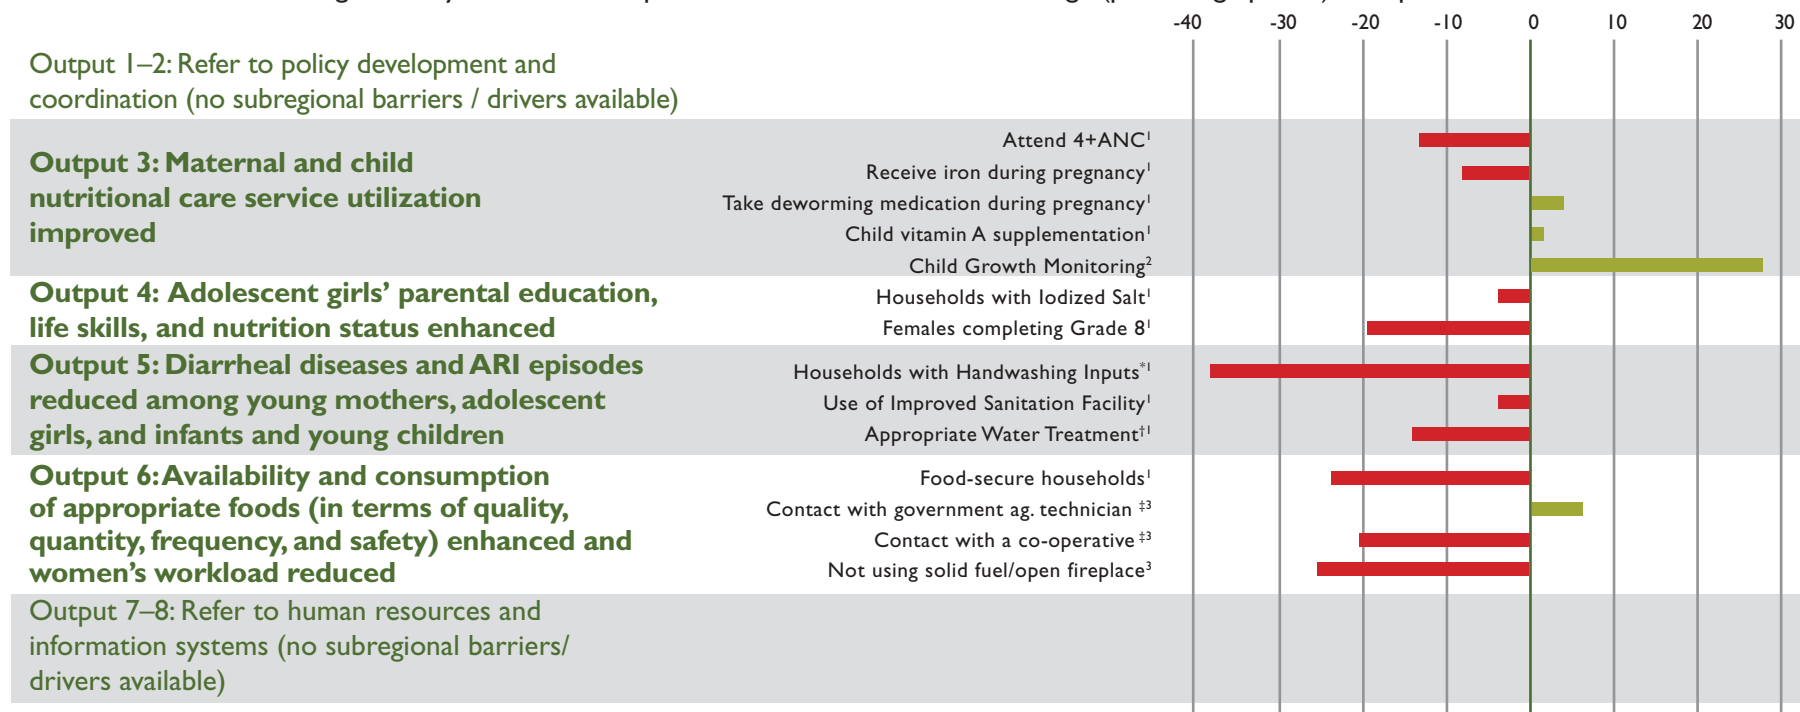 -40 -30 -20 -10 0 10 20 30
Output 1–2: Refer to policy development and
coordination (no subregional barriers / drivers available)
Output 3: Maternal and child
nutritional care service utilization
improved
Attend 4+ANC¹
Receive iron during pregnancy¹
Take deworming medication during pregnancy¹
Child vitamin A supplementation¹
Child Growth Monitoring²
Output 4: Adolescent girls’ parental education,
life skills, and nutrition status enhanced
Households with Iodized Salt¹
Females completing Grade 8¹
Output 5: Diarrheal diseases and ARI episodes
reduced among young mothers, adolescent
girls, and infants and young children
Households with Handwashing Inputs*¹
Use of Improved Sanitation Facility¹
Appropriate Water Treatment†¹
Output 6: Availability and consumption
of appropriate foods (in terms of quality,
quantity, frequency, and safety) enhanced and
women’s workload reduced
Food-secure households¹
Contact with government ag. technician ‡³
Contact with a co-operative ‡³
Not using solid fuel/open fireplace³
Output 7–8: Refer to human resources and
information systems (no subregional barriers/
drivers available)